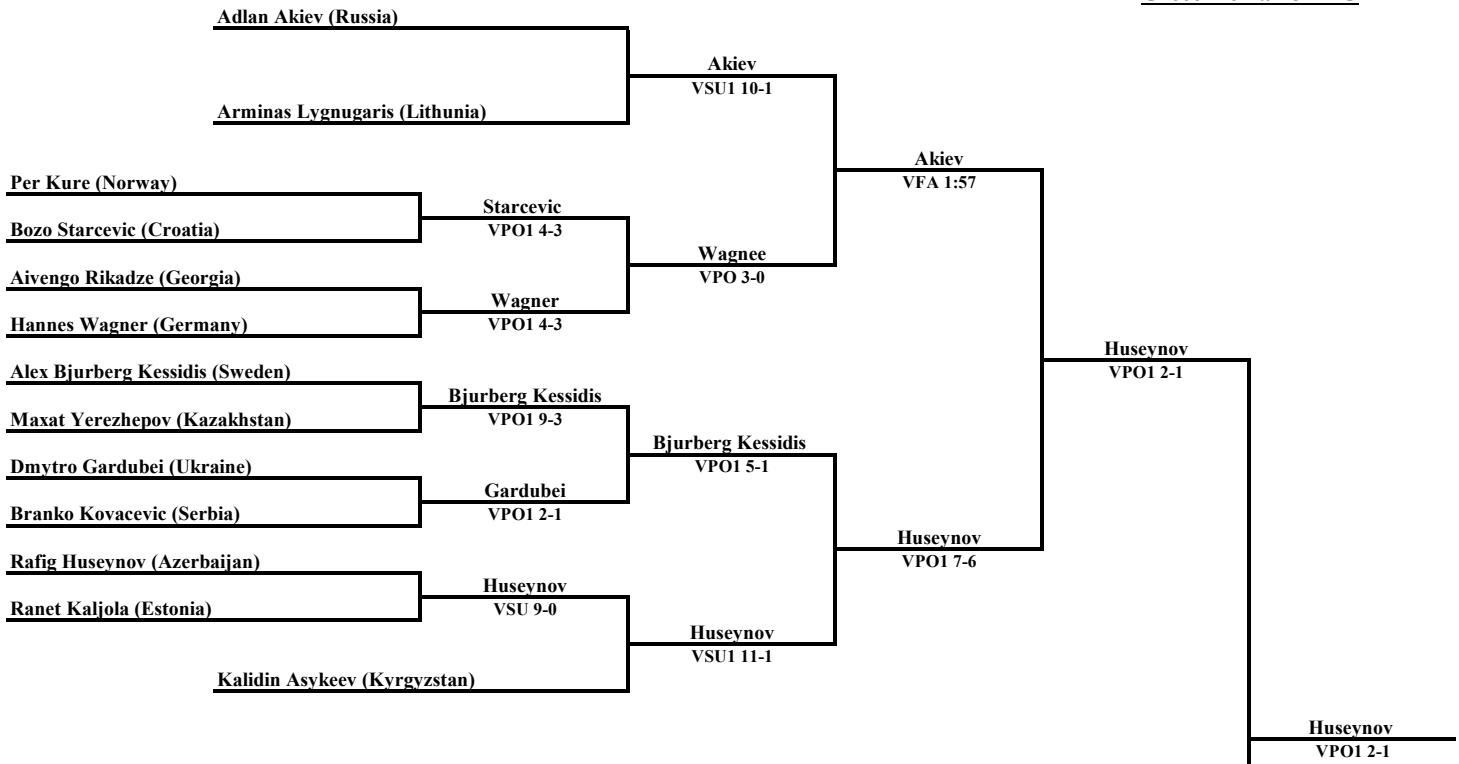 Adlan Akiev (Russia)
Akiev
VSU1 10-1
Arminas Lygnugaris (Lithunia)
Akiev
VFA 1:57
Per Kure (Norway)
Starcevic
VPO1 4-3
Bozo Starcevic (Croatia)
Wagnee
VPO 3-0
Aivengo Rikadze (Georgia)
Wagner
VPO1 4-3
Hannes Wagner (Germany)
Huseynov
VPO1 2-1
Alex Bjurberg Kessidis (Sweden)
Bjurberg Kessidis
VPO1 9-3
Maxat Yerezhepov (Kazakhstan)
Bjurberg Kessidis
VPO1 5-1
Dmytro Gardubei (Ukraine)
Gardubei
VPO1 2-1
Branko Kovacevic (Serbia)
Huseynov
VPO1 7-6
Rafig Huseynov (Azerbaijan)
Huseynov
VSU 9-0
Ranet Kaljola (Estonia)
Huseynov
VSU1 11-1
Kalidin Asykeev (Kyrgyzstan)
Huseynov
VPO1 2-1